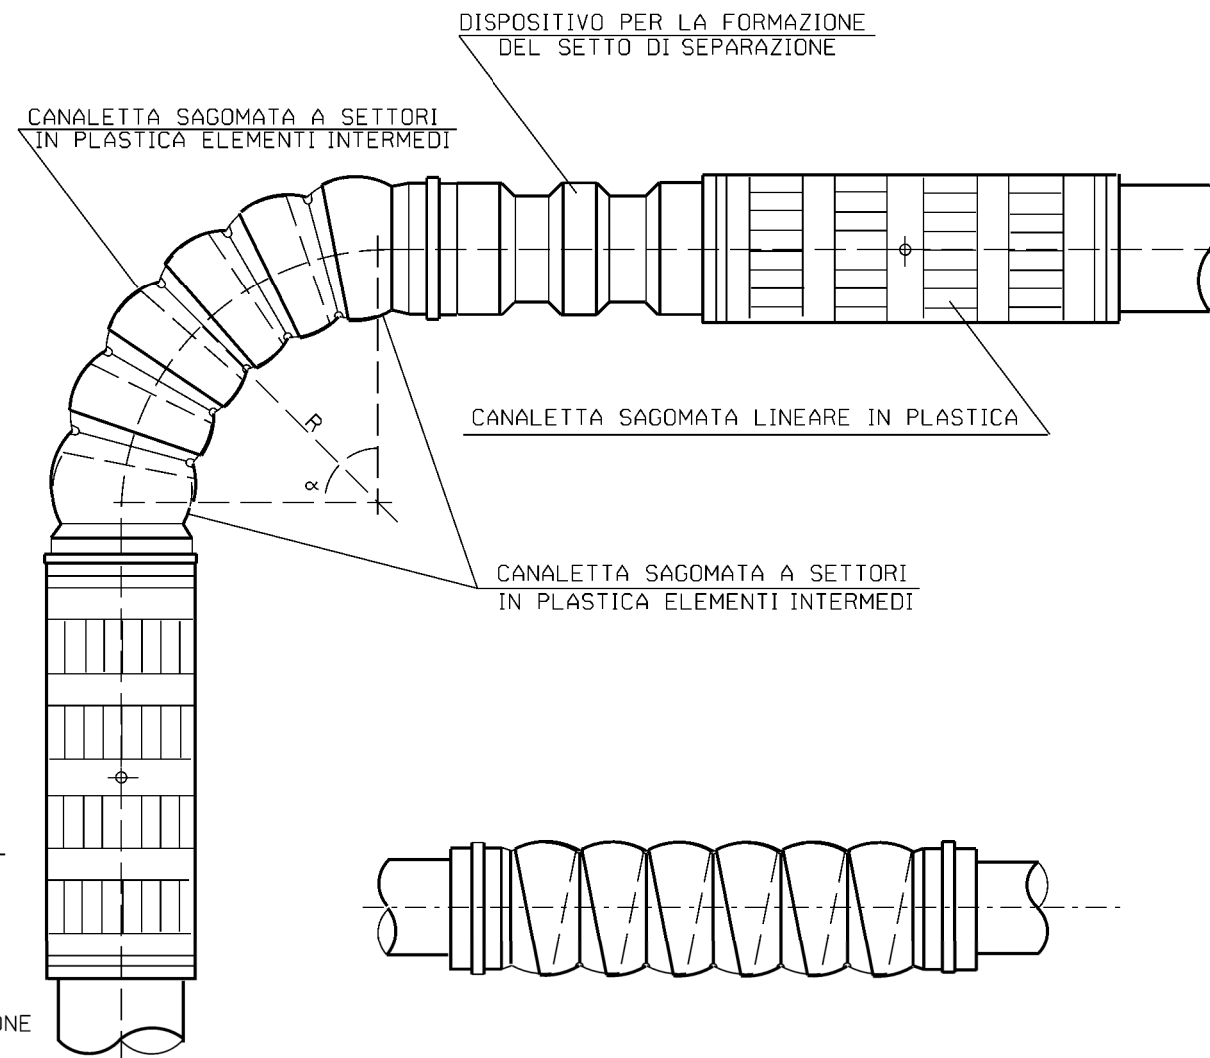 DISPOSITIVO PER LA FORMAZIONE
DEL SETTO DI SEPARAZIONE
CANALETTA SAGOMATA A SETTORI
IN PLASTICA ELEMENTI INTERMEDI
CANALETTA SAGOMATA LINEARE IN PLASTICA
R
α
CANALETTA SAGOMATA A SETTORI
IN PLASTICA ELEMENTI INTERMEDI
ONE